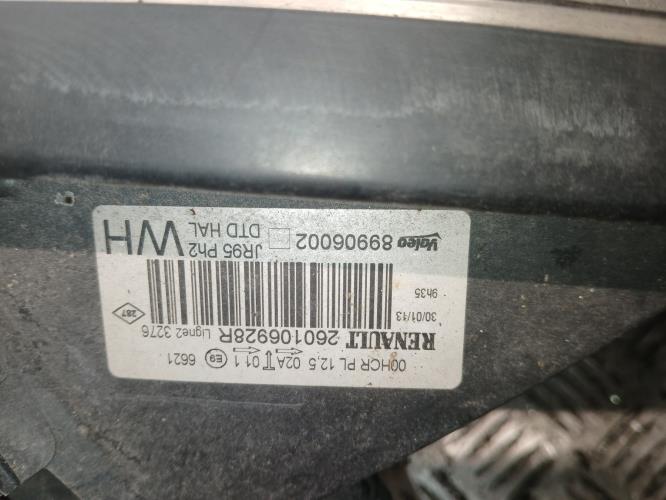 Valeo 89906002 DTD HAL
JR95 Ph2 WH
9h35
30/01/13
287
RENAULT 260106928R Ligne2 3276
00HCR PL 12,5 02A 01 1 E9 6621